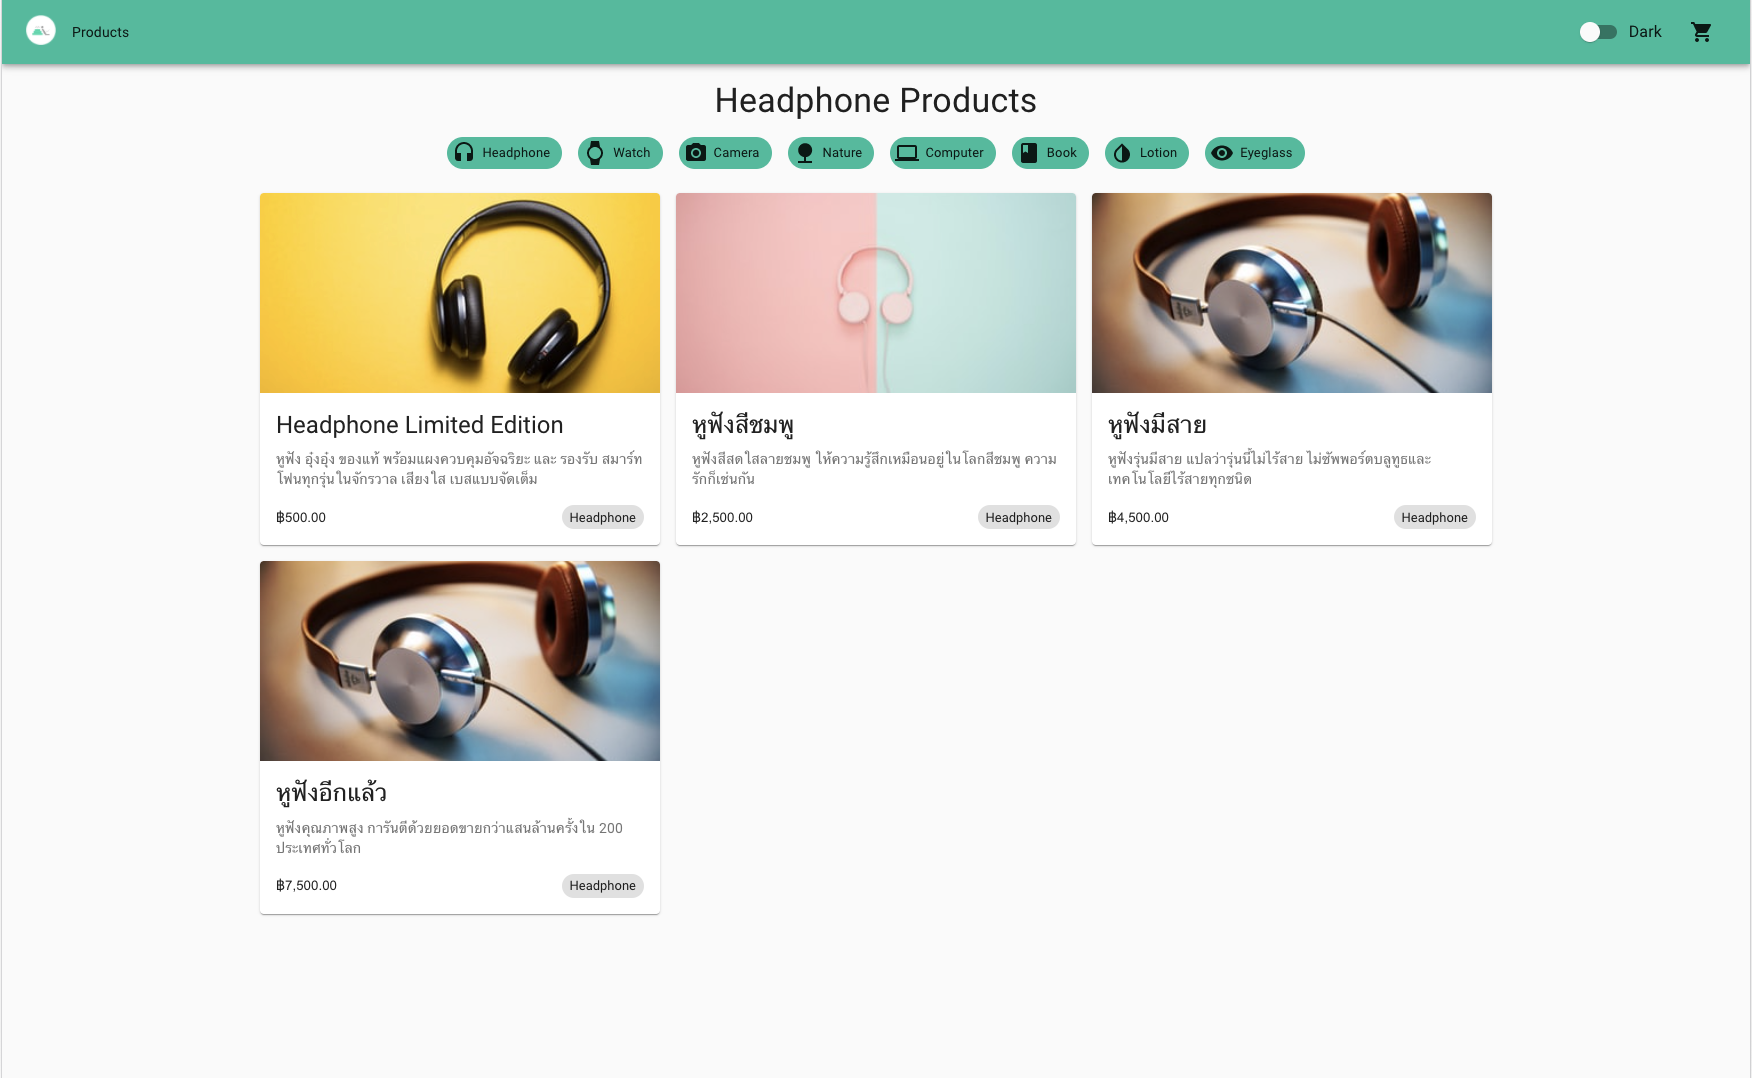 Products
Dark
Headphone Products
Headphone
Watch
Camera
Nature
Computer
Book
Lotion
Eyeglass
Headphone Limited Edition
หูฟัง อุ๋งอุ๋ง ของแท้ พร้อมแผงควบคุมอัจฉริยะ และ รองรับ สมาร์ท
โฟนทุกรุ่นในจักรวาล เสียงใส เบสแบบจัดเต็ม
฿500.00
Headphone
หูฟังสีชมพู
หูฟังสีสดใสลายชมพู ให้ความรู้สึกเหมือนอยู่ในโลกสีชมพู ความ
รักก็เช่นกัน
฿2,500.00
Headphone
หูฟังมีสาย
หูฟังรุ่นมีสาย แปลว่ารุ่นนี้ไม่ไร้สาย ไม่ซัพพอร์ตบลูทูธและ
เทคโนโลยีไร้สายทุกชนิด
฿4,500.00
Headphone
หูฟังอีกแล้ว
หูฟังคุณภาพสูง การันตีด้วยยอดขายกว่าแสนล้านครั้งใน 200
ประเทศทั่วโลก
฿7,500.00
Headphone